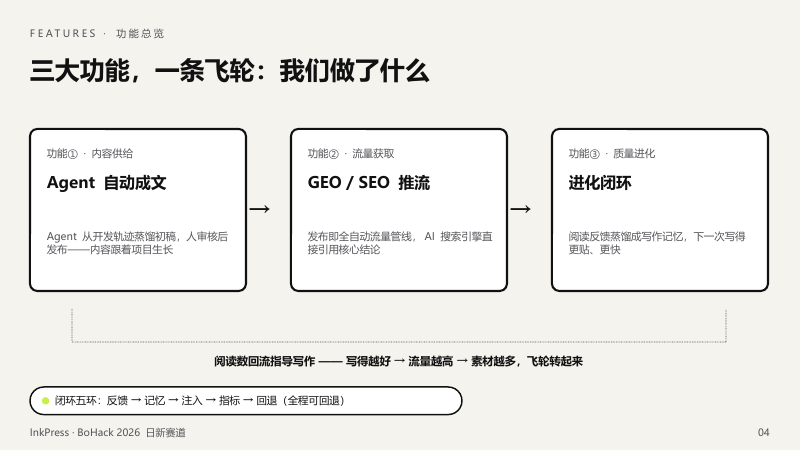 FEATURES · 功能总览
三大功能，一条飞轮：我们做了什么
功能① · 内容供给
Agent 自动成文
Agent 从开发轨迹蒸馏初稿，人审核后
发布——内容跟着项目生长
→
功能② · 流量获取
GEO / SEO 推流
发布即全自动流量管线， AI 搜索引擎直
接引用核心结论
→
功能③ · 质量进化
进化闭环
阅读反馈蒸馏成写作记忆，下一次写得
更贴、更快
阅读数回流指导写作 —— 写得越好 → 流量越高 → 素材越多，飞轮转起来
闭环五环：反馈 → 记忆 → 注入 → 指标 → 回退（全程可回退）
InkPress · BoHack 2026 日新赛道
04